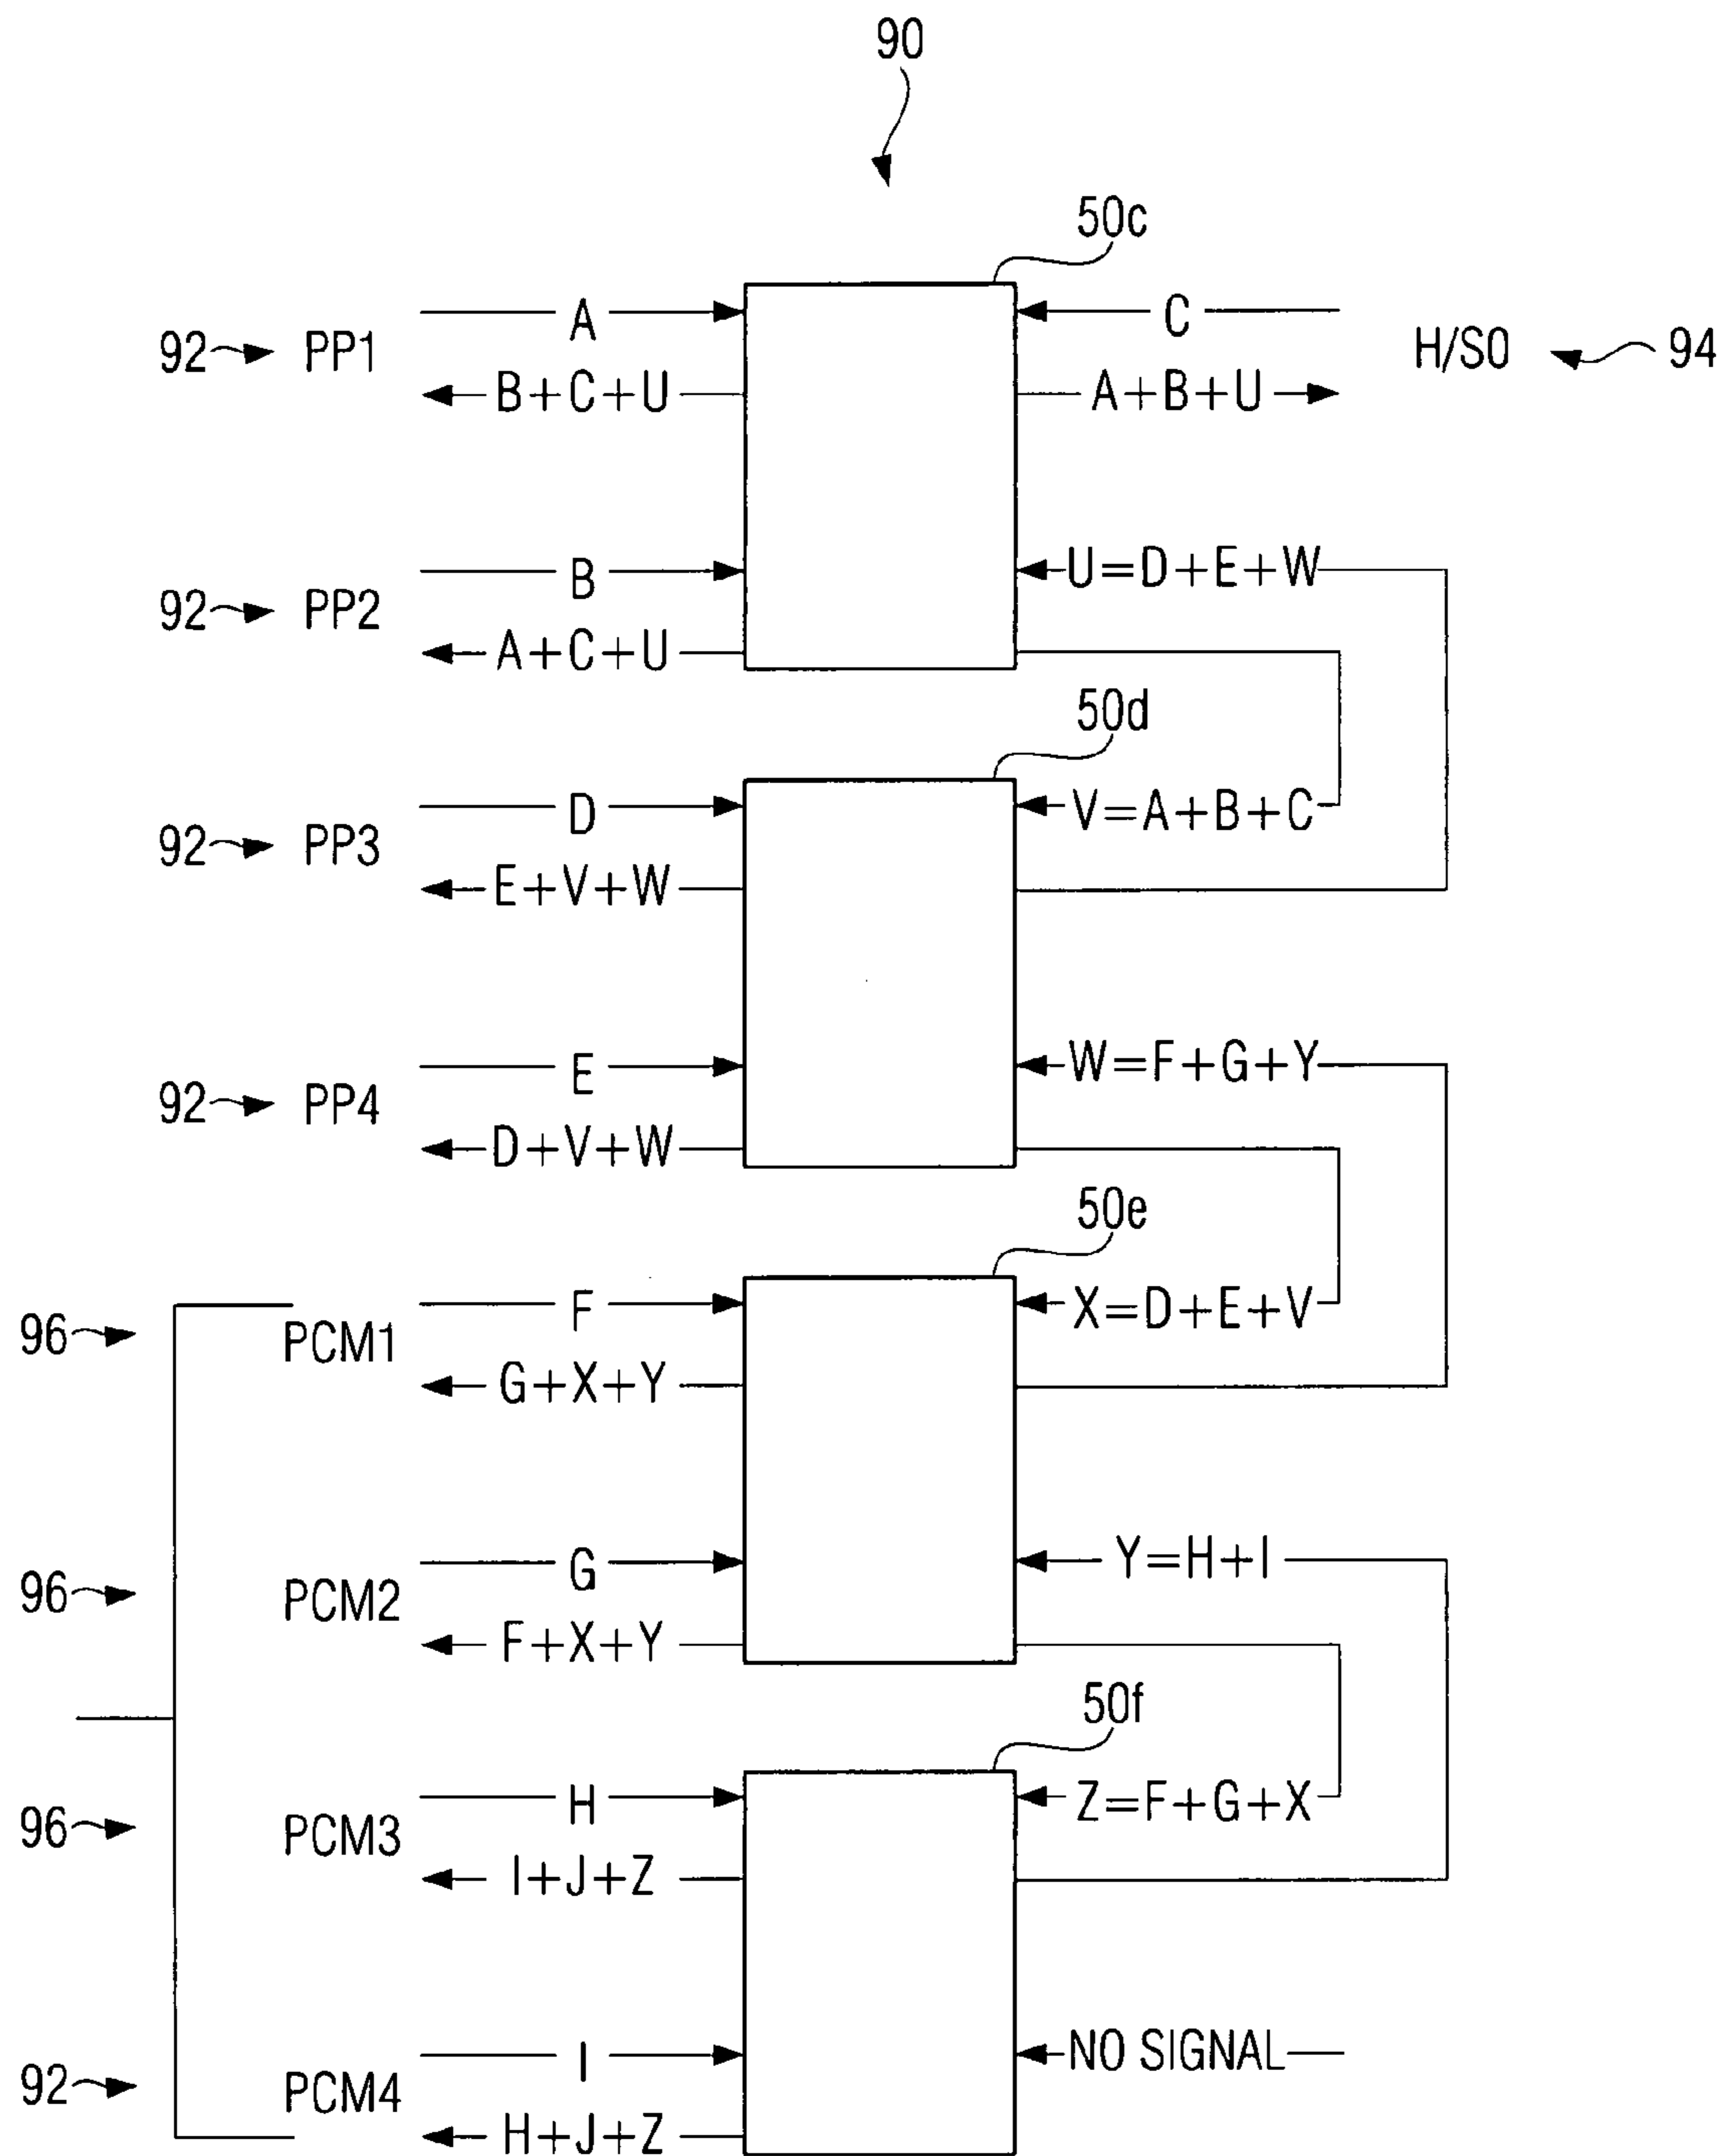 90
50c
A
C
92 PP1
H/S0 94
B+C+U
A+B+U
B
U=D+E+W
92 PP2
A+C+U
50d
D
V=A+B+C
92 PP3
E+V+W
E
W=F+G+Y
92 PP4
D+V+W
50e
F
X=D+E+V
96 PCM1
G+X+Y
G
Y=H+I
96 PCM2
F+X+Y
50f
H
Z=F+G+X
96 PCM3
I+J+Z
I
NO SIGNAL
92 PCM4
H+J+Z